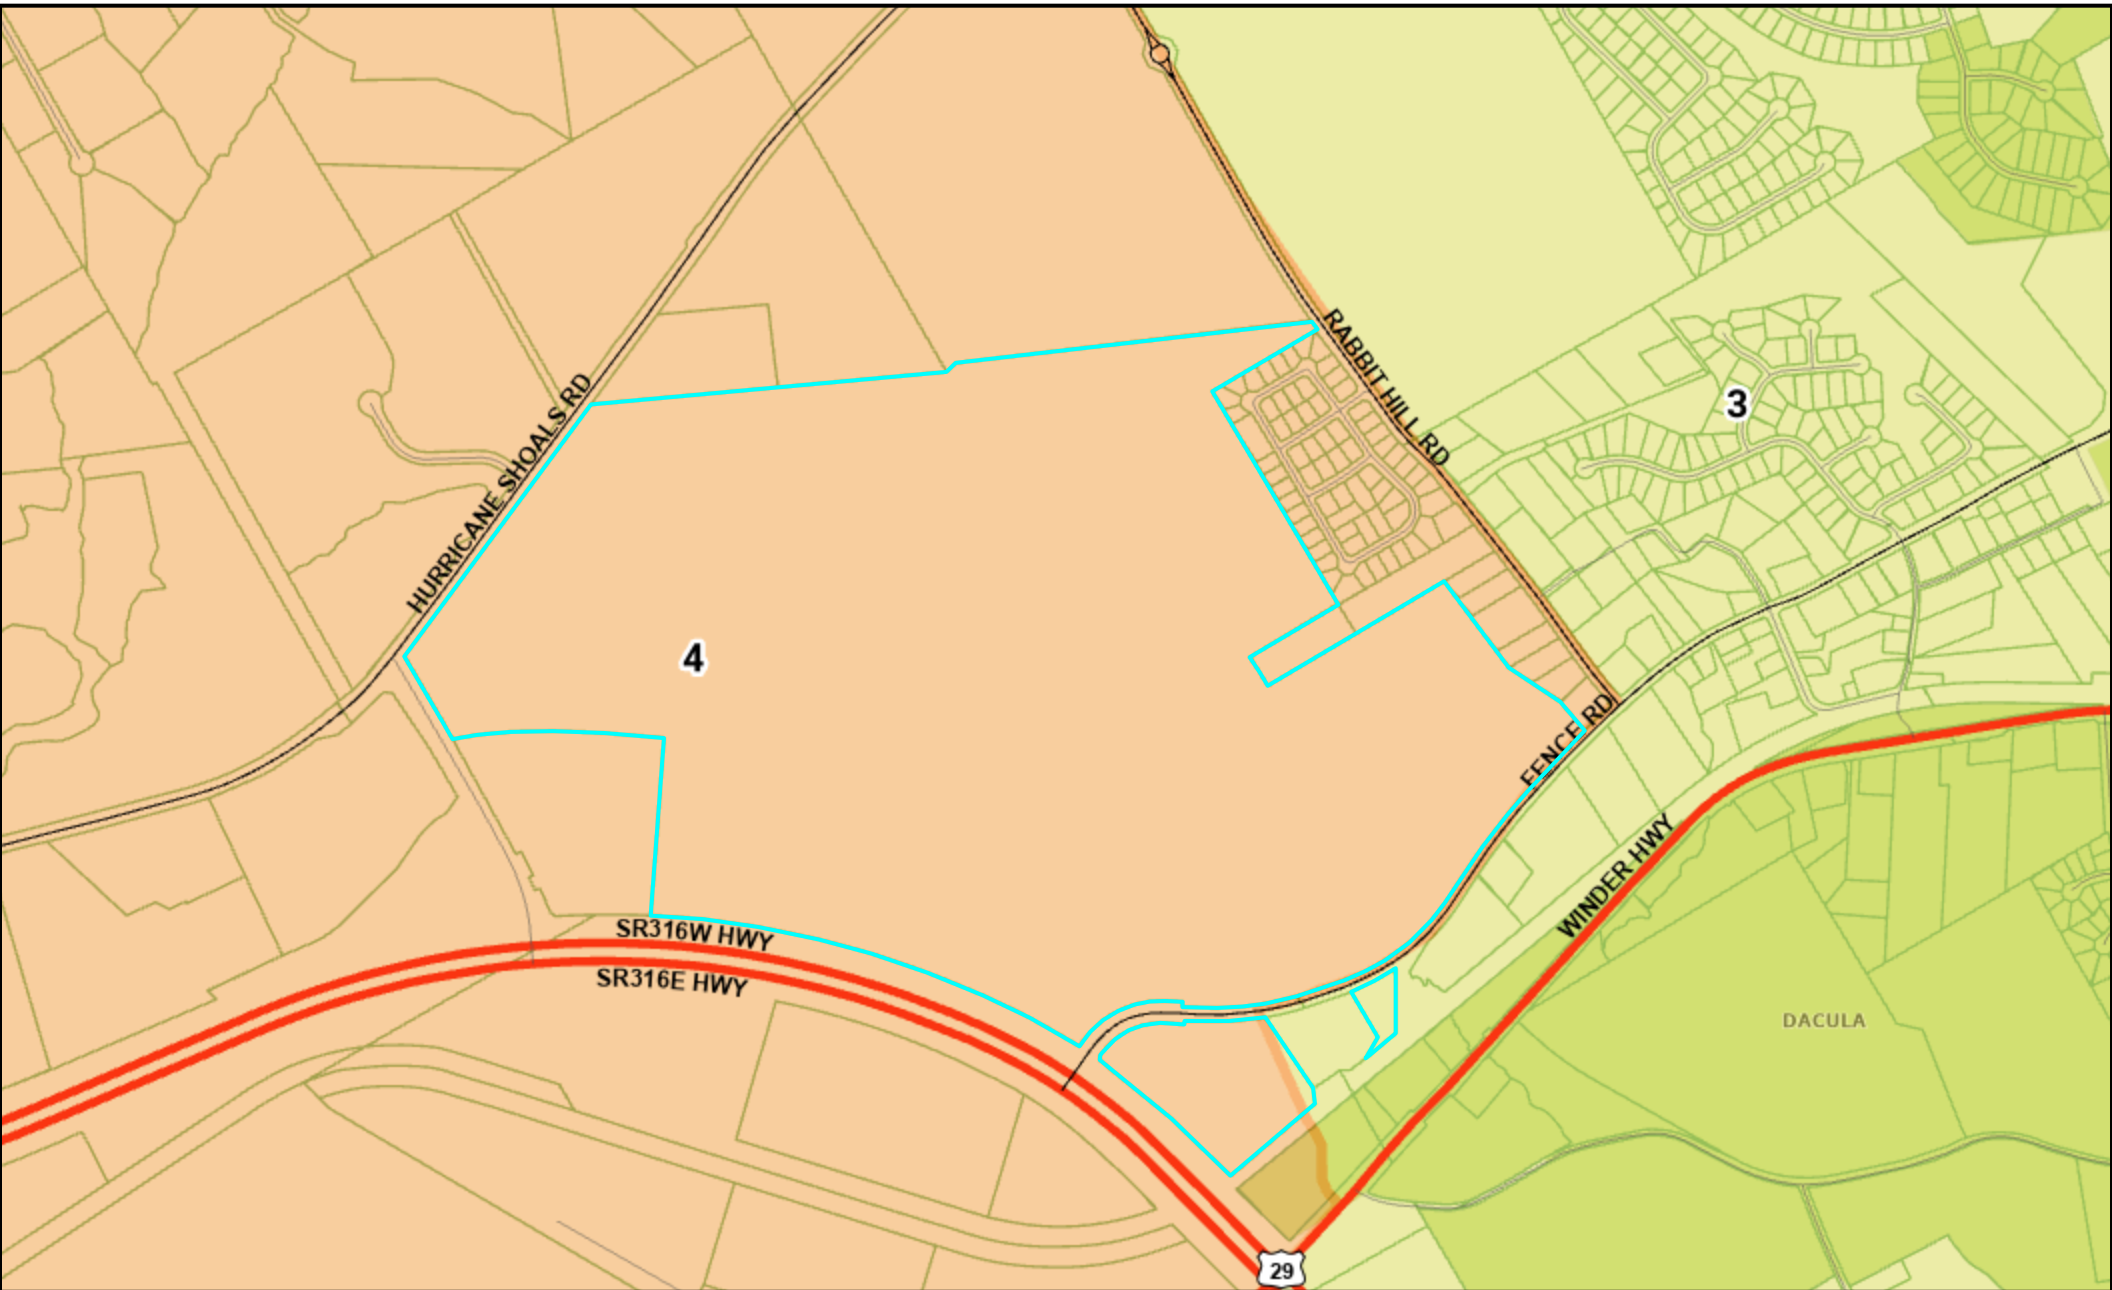 RABBIT HILL RD
3
HURRICANE SHOALS RD
4
FENCE RD
WINDER HWY
SR316W HWY
SR316E HWY
DACULA
29